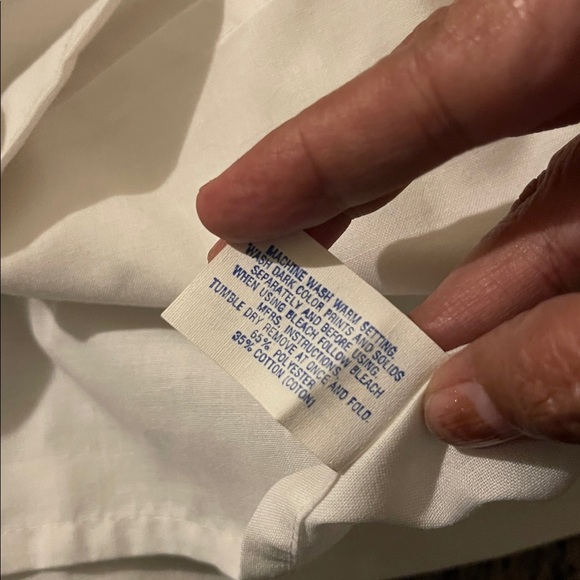 MACHINE WASH WARM SETTING.
WASH DARK COLOR PRINTS AND SOLIDS
SEPARATELY AND BEFORE USING.
WHEN USING BLEACH FOLLOW BLEACH
MFRS. INSTRUCTIONS.
TUMBLE DRY REMOVE AT ONCE AND FOLD.
65% POLYESTER
35% COTTON (COTON)